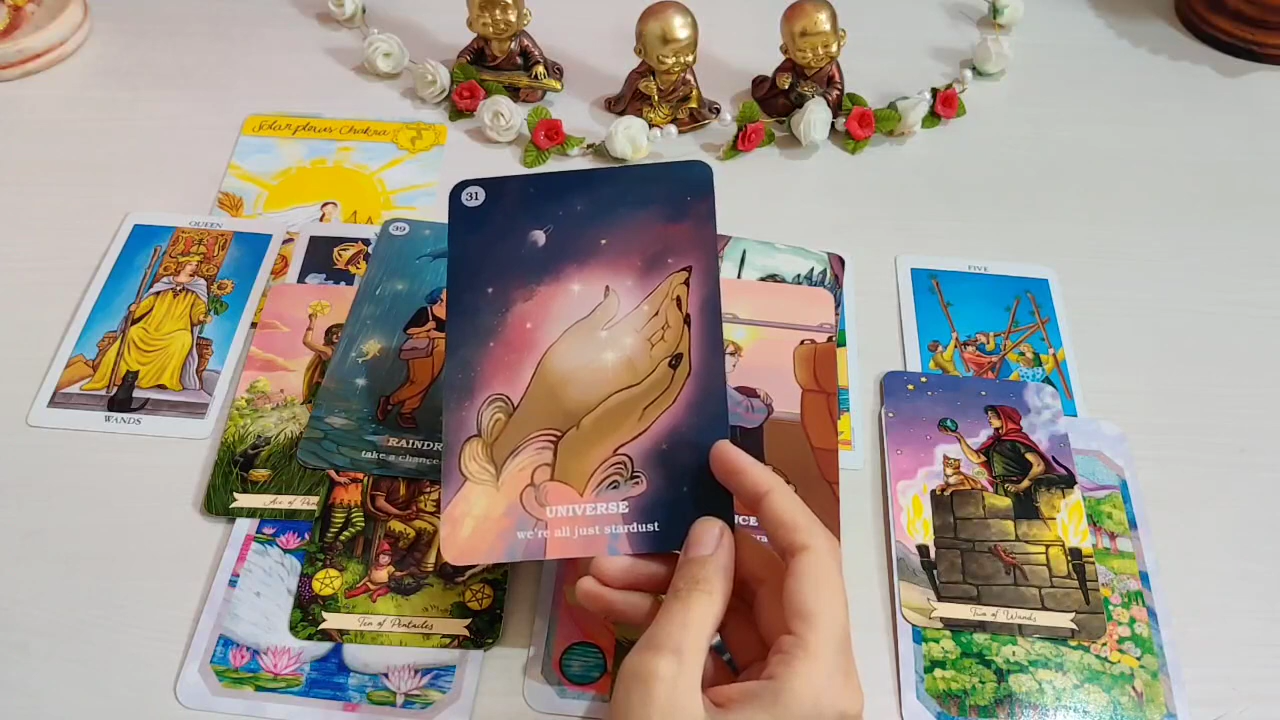 Solar plexus Chakra
QUEEN
WANDS
39
RAINDR
take a chance
31
UNIVERSE
we're all just stardust
NCE
FIVE
Ten of Pentacles
Two of Wands